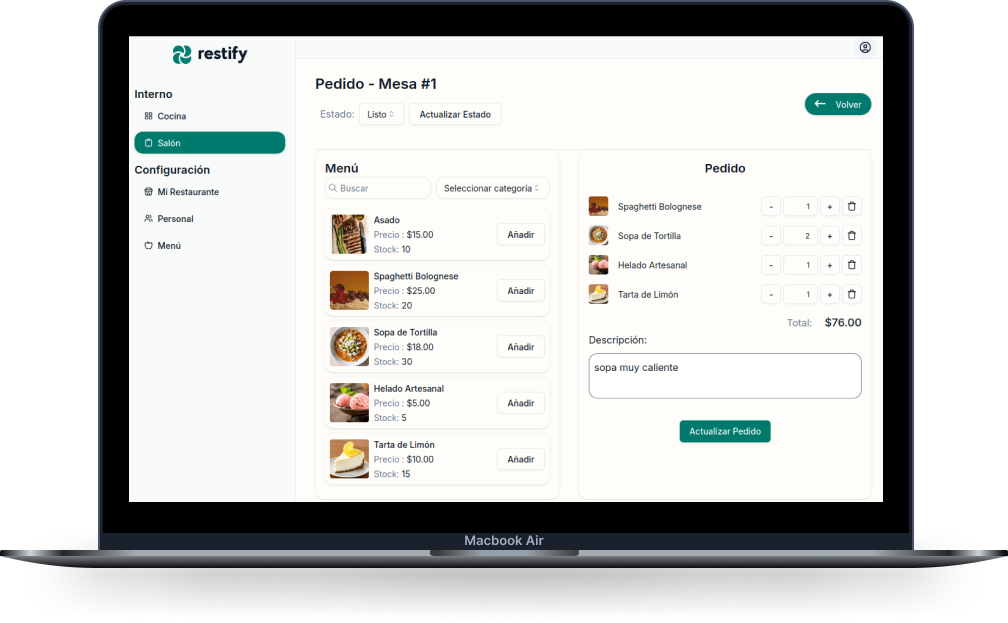 restify
Interno
Cocina
Salón
Configuración
Mi Restaurante
Personal
Menú
Pedido - Mesa #1
Estado: Listo Actualizar Estado
Volver
Menú
Buscar Seleccionar categoría
Asado
Precio : $15.00
Stock: 10
Añadir
Spaghetti Bolognese
Precio : $25.00
Stock: 20
Añadir
Sopa de Tortilla
Precio : $18.00
Stock: 30
Añadir
Helado Artesanal
Precio : $5.00
Stock: 5
Añadir
Tarta de Limón
Precio : $10.00
Stock: 15
Añadir
Pedido
Spaghetti Bolognese - 1 +
Sopa de Tortilla - 2 +
Helado Artesanal - 1 +
Tarta de Limón - 1 +
Total: $76.00
Descripción:
sopa muy caliente
Actualizar Pedido
Macbook Air